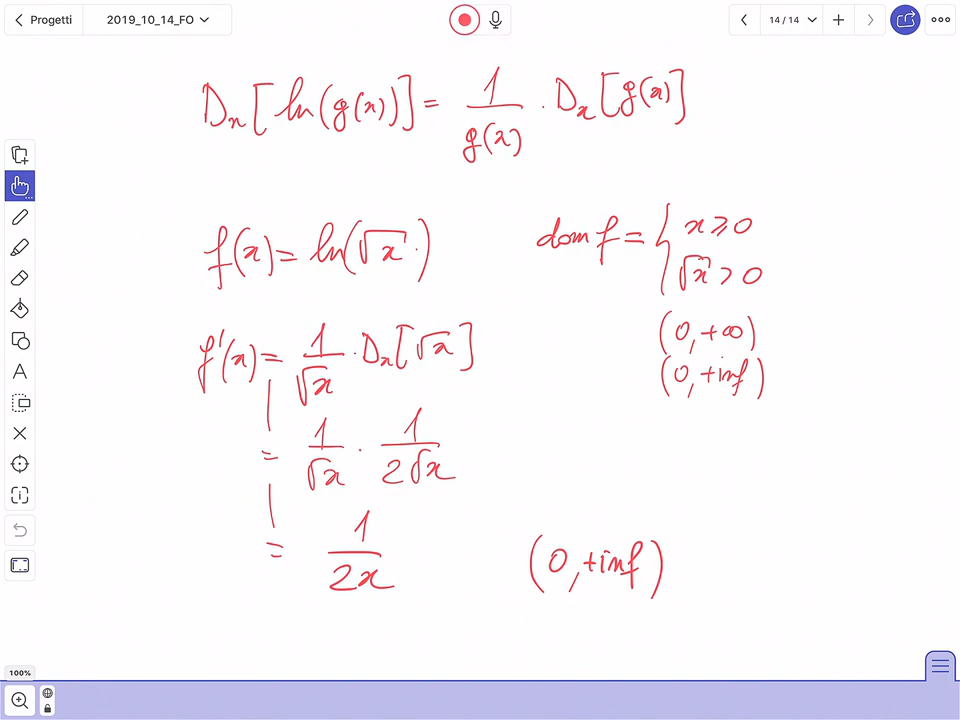 Progetti 2019_10_14_FO 14/14
Dx[ln(g(x))] = 1/g(x) · Dx[g(x)]
f(x) = ln(√x)
dom f = { x ⩾ 0
√x > 0
(0, +∞)
(0, +inf)
f'(x) = 1/√x · Dx[√x]
= 1/√x · 1/2√x
= 1/2x
(0, +inf)
100%